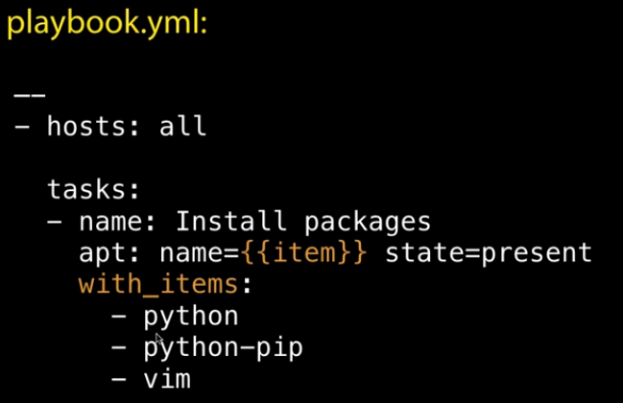 playbook.yml:
--
- hosts: all
tasks:
- name: Install packages
apt: name={{item}} state=present
with_items:
- python
- python-pip
- vim